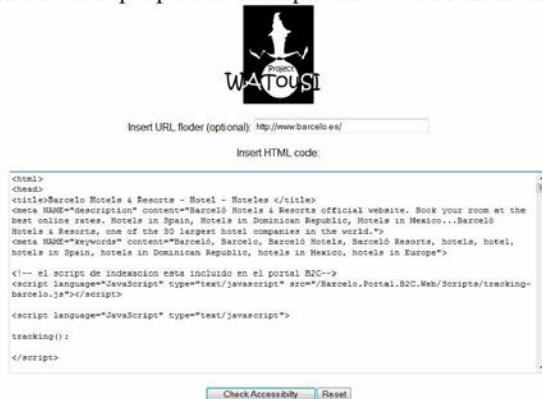 Project
WATOUSI
Insert URL floder (optional): http://www.barcelo.es/
Insert HTML code:
<html>
<head>
<title>Barcelo Hotels & Resorts - Hotel - Hoteles </title>
<meta NAME="description" content="Barceló Hotels & Resorts official website. Book your room at the
best online rates. Hotels in Spain, Hotels in Dominican Republic, Hotels in Mexico...Barceló
Hotels & Resorts, one of the 30 largest hotel companies in the world.">
<meta NAME="keywords" content="Barceló, Barcelo, Barceló Hotels, Barceló Resorts, hotels, hotel,
hotels in Spain, hotels in Dominican Republic, hotels in Mexico, hotels in Europe">
<!-- el script de indexacion esta incluido en el portal B2C-->
<script language="JavaScript" type="text/javascript" src="/Barcelo.Portal.B2C.Web/Scripts/tracking-
barcelo.js"></script>
<script language="JavaScript" type="text/javascript">
tracking();
</script>
Check Accessibilty Reset